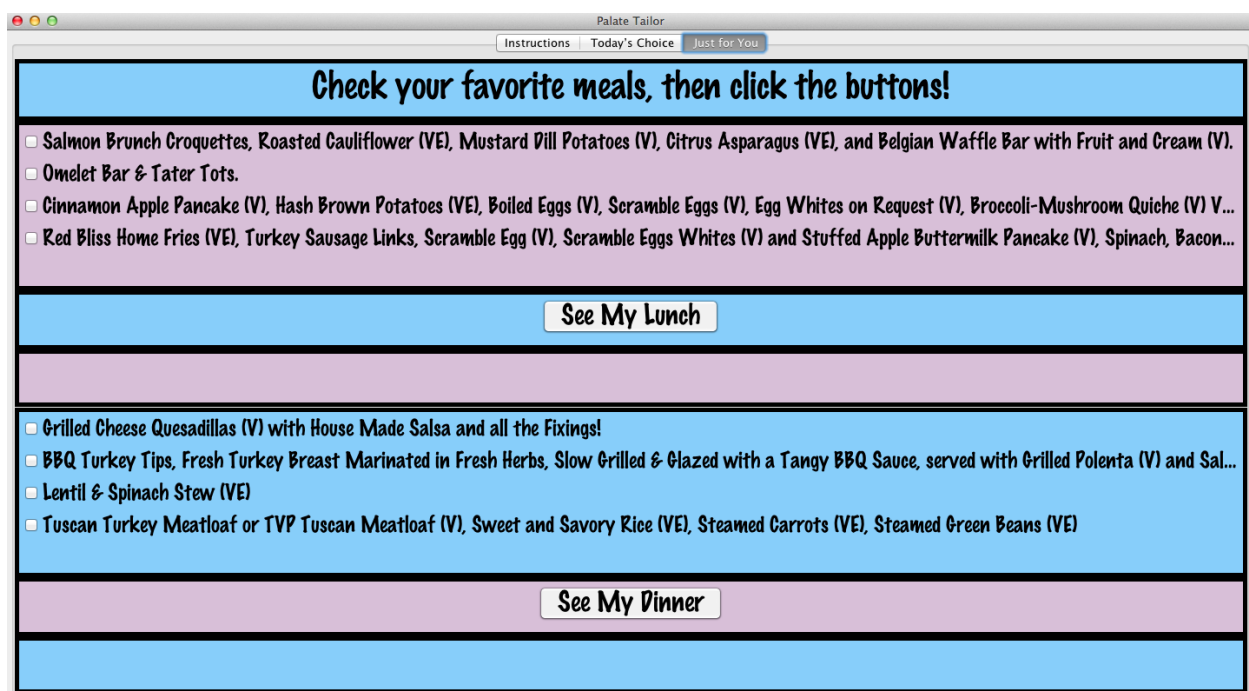 Palate Tailor
Instructions Today's Choice Just for You
Check your favorite meals, then click the buttons!
Salmon Brunch Croquettes, Roasted Cauliflower (VE), Mustard Dill Potatoes (V), Citrus Asparagus (VE), and Belgian Waffle Bar with Fruit and Cream (V).
Omelet Bar & Tater Tots.
Cinnamon Apple Pancake (V), Hash Brown Potatoes (VE), Boiled Eggs (V), Scramble Eggs (V), Egg Whites on Request (V), Broccoli-Mushroom Quiche (V) V...
Red Bliss Home Fries (VE), Turkey Sausage Links, Scramble Egg (V), Scramble Eggs Whites (V) and Stuffed Apple Buttermilk Pancake (V), Spinach, Bacon...
See My Lunch
Grilled Cheese Quesadillas (V) with House Made Salsa and all the Fixings!
BBQ Turkey Tips, Fresh Turkey Breast Marinated in Fresh Herbs, Slow Grilled & Glazed with a Tangy BBQ Sauce, served with Grilled Polenta (V) and Sal...
Lentil & Spinach Stew (VE)
Tuscan Turkey Meatloaf or TVP Tuscan Meatloaf (V), Sweet and Savory Rice (VE), Steamed Carrots (VE), Steamed Green Beans (VE)
See My Dinner